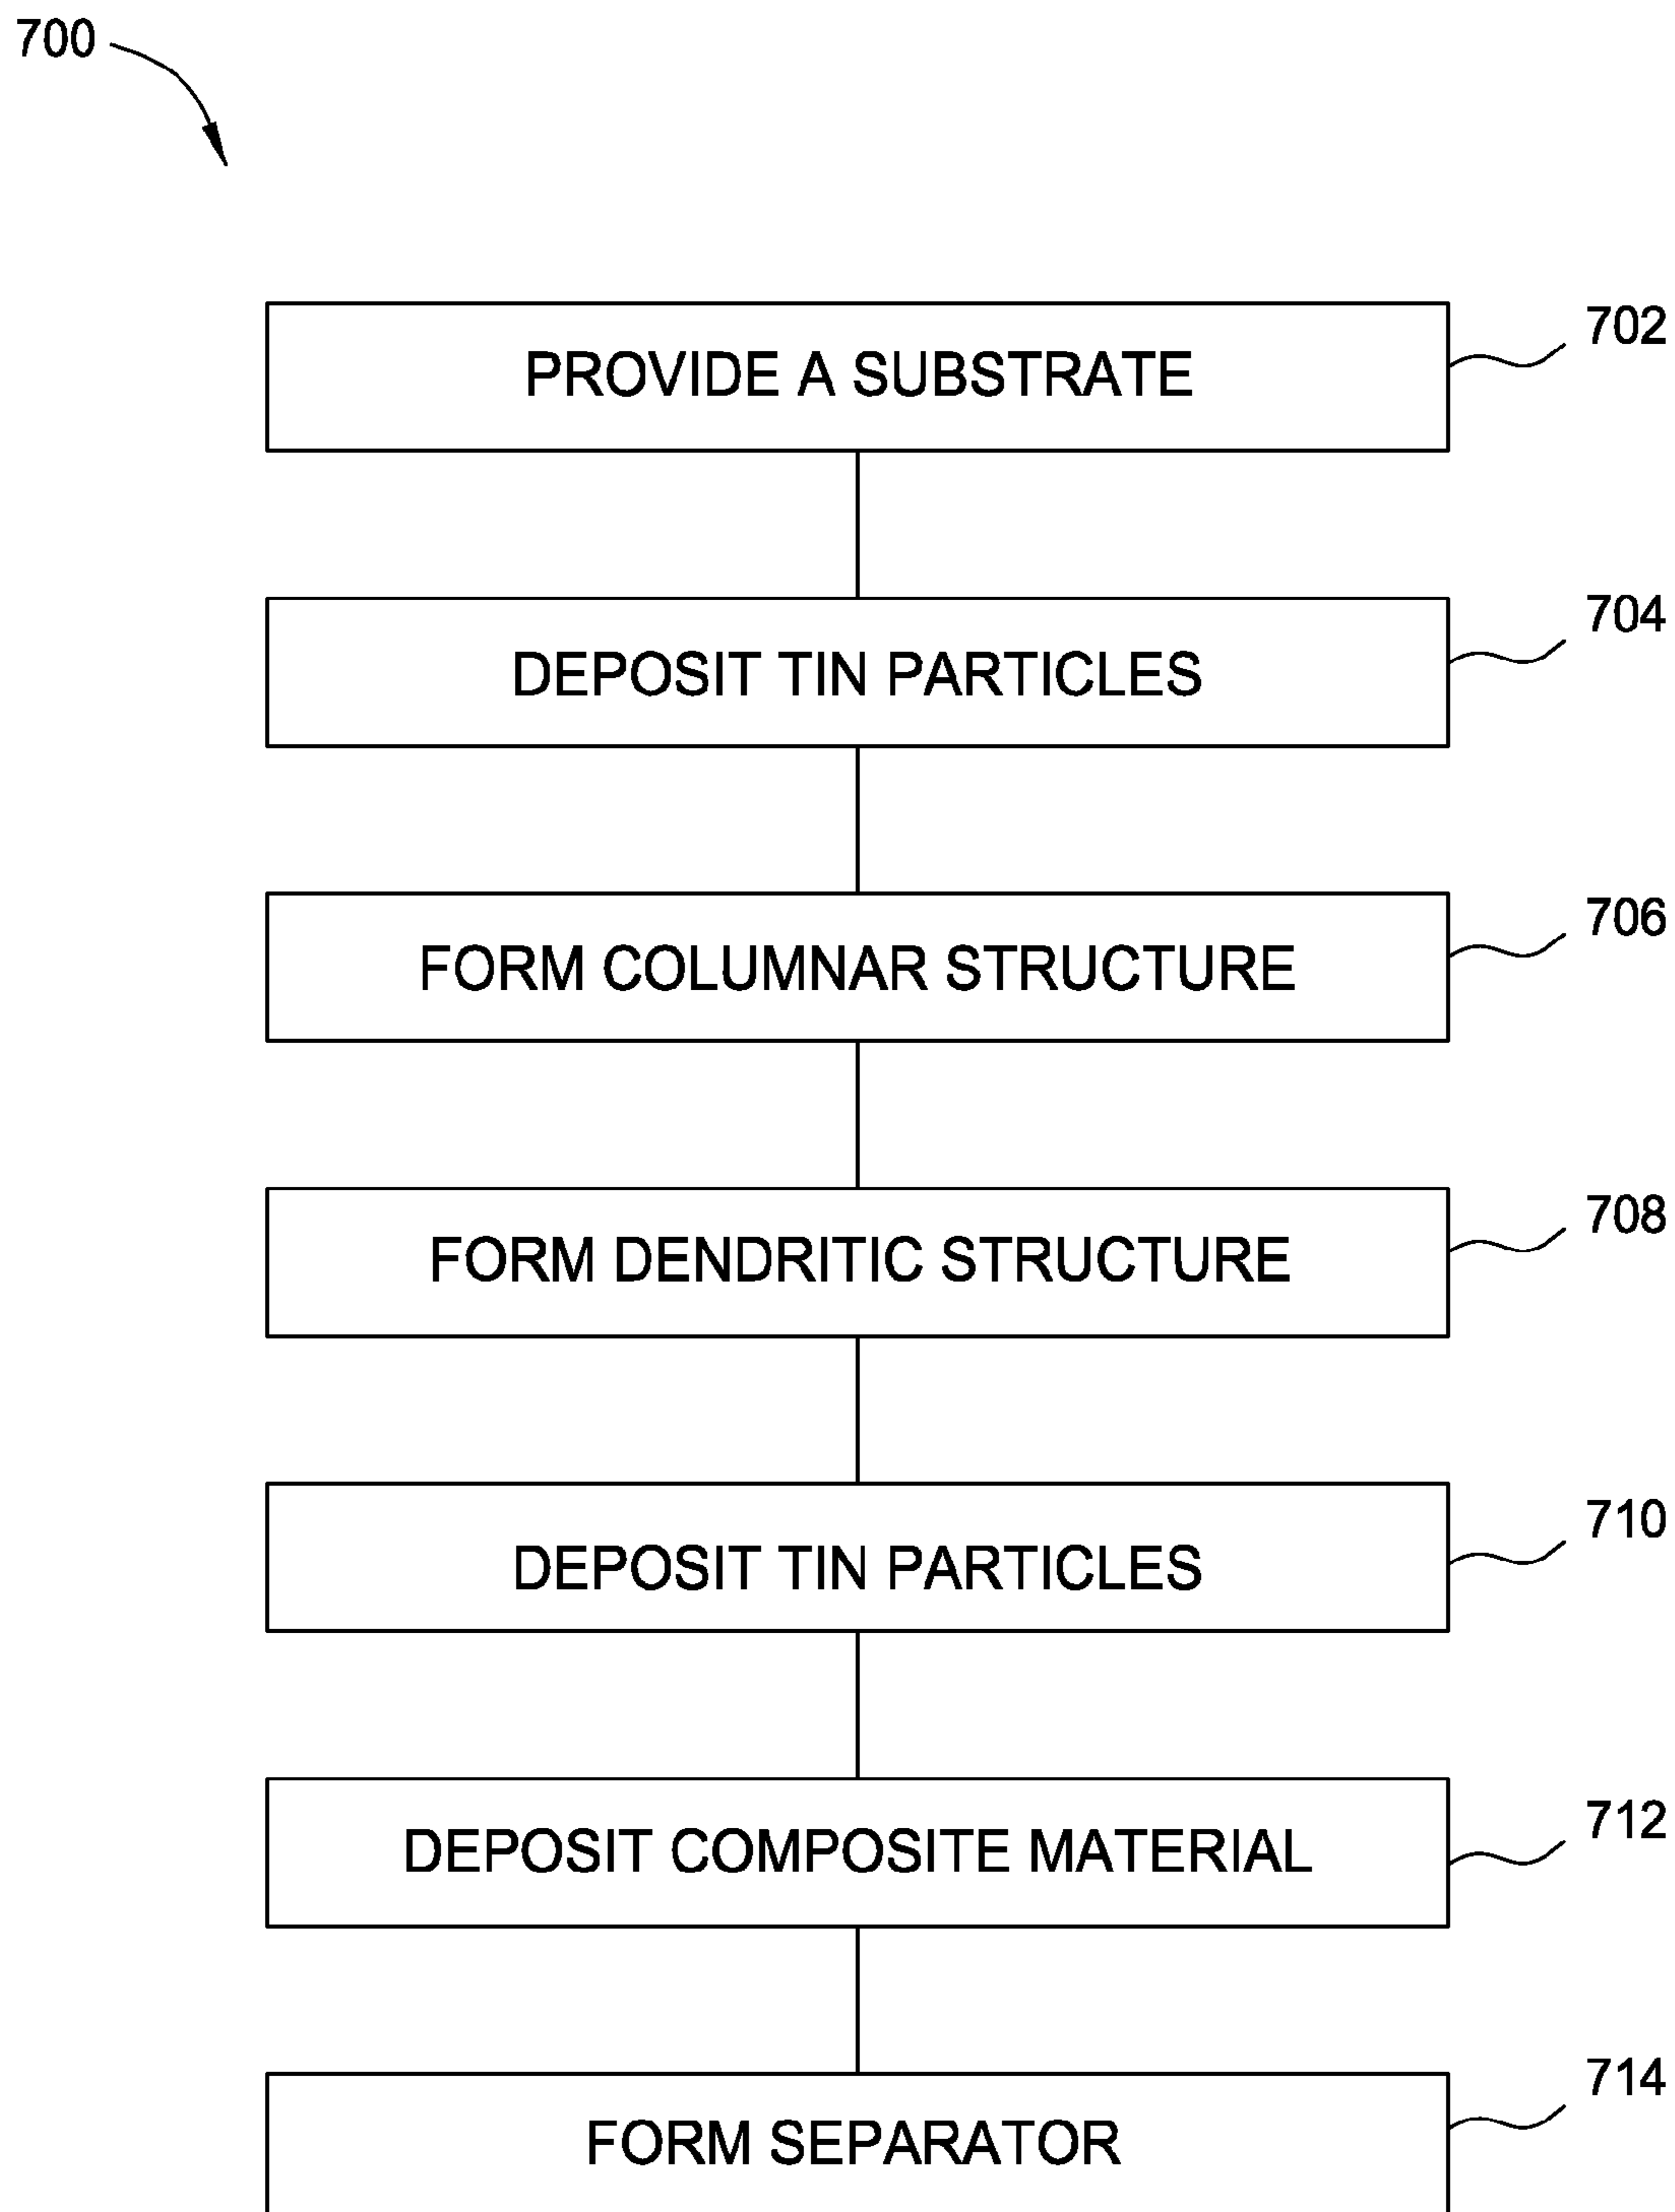 700
PROVIDE A SUBSTRATE
702
DEPOSIT TIN PARTICLES
704
FORM COLUMNAR STRUCTURE
706
FORM DENDRITIC STRUCTURE
708
DEPOSIT TIN PARTICLES
710
DEPOSIT COMPOSITE MATERIAL
712
FORM SEPARATOR
714